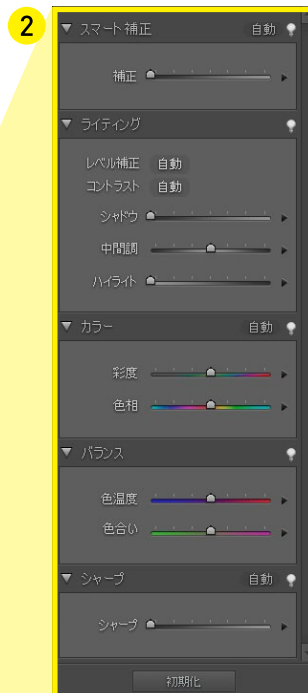 2
スマート補正 自動
補正
ライティング
レベル補正 自動
コントラスト 自動
シャドウ
中間調
ハイライト
カラー 自動
彩度
色相
バランス
色温度
色合い
シャープ 自動
シャープ
初期化